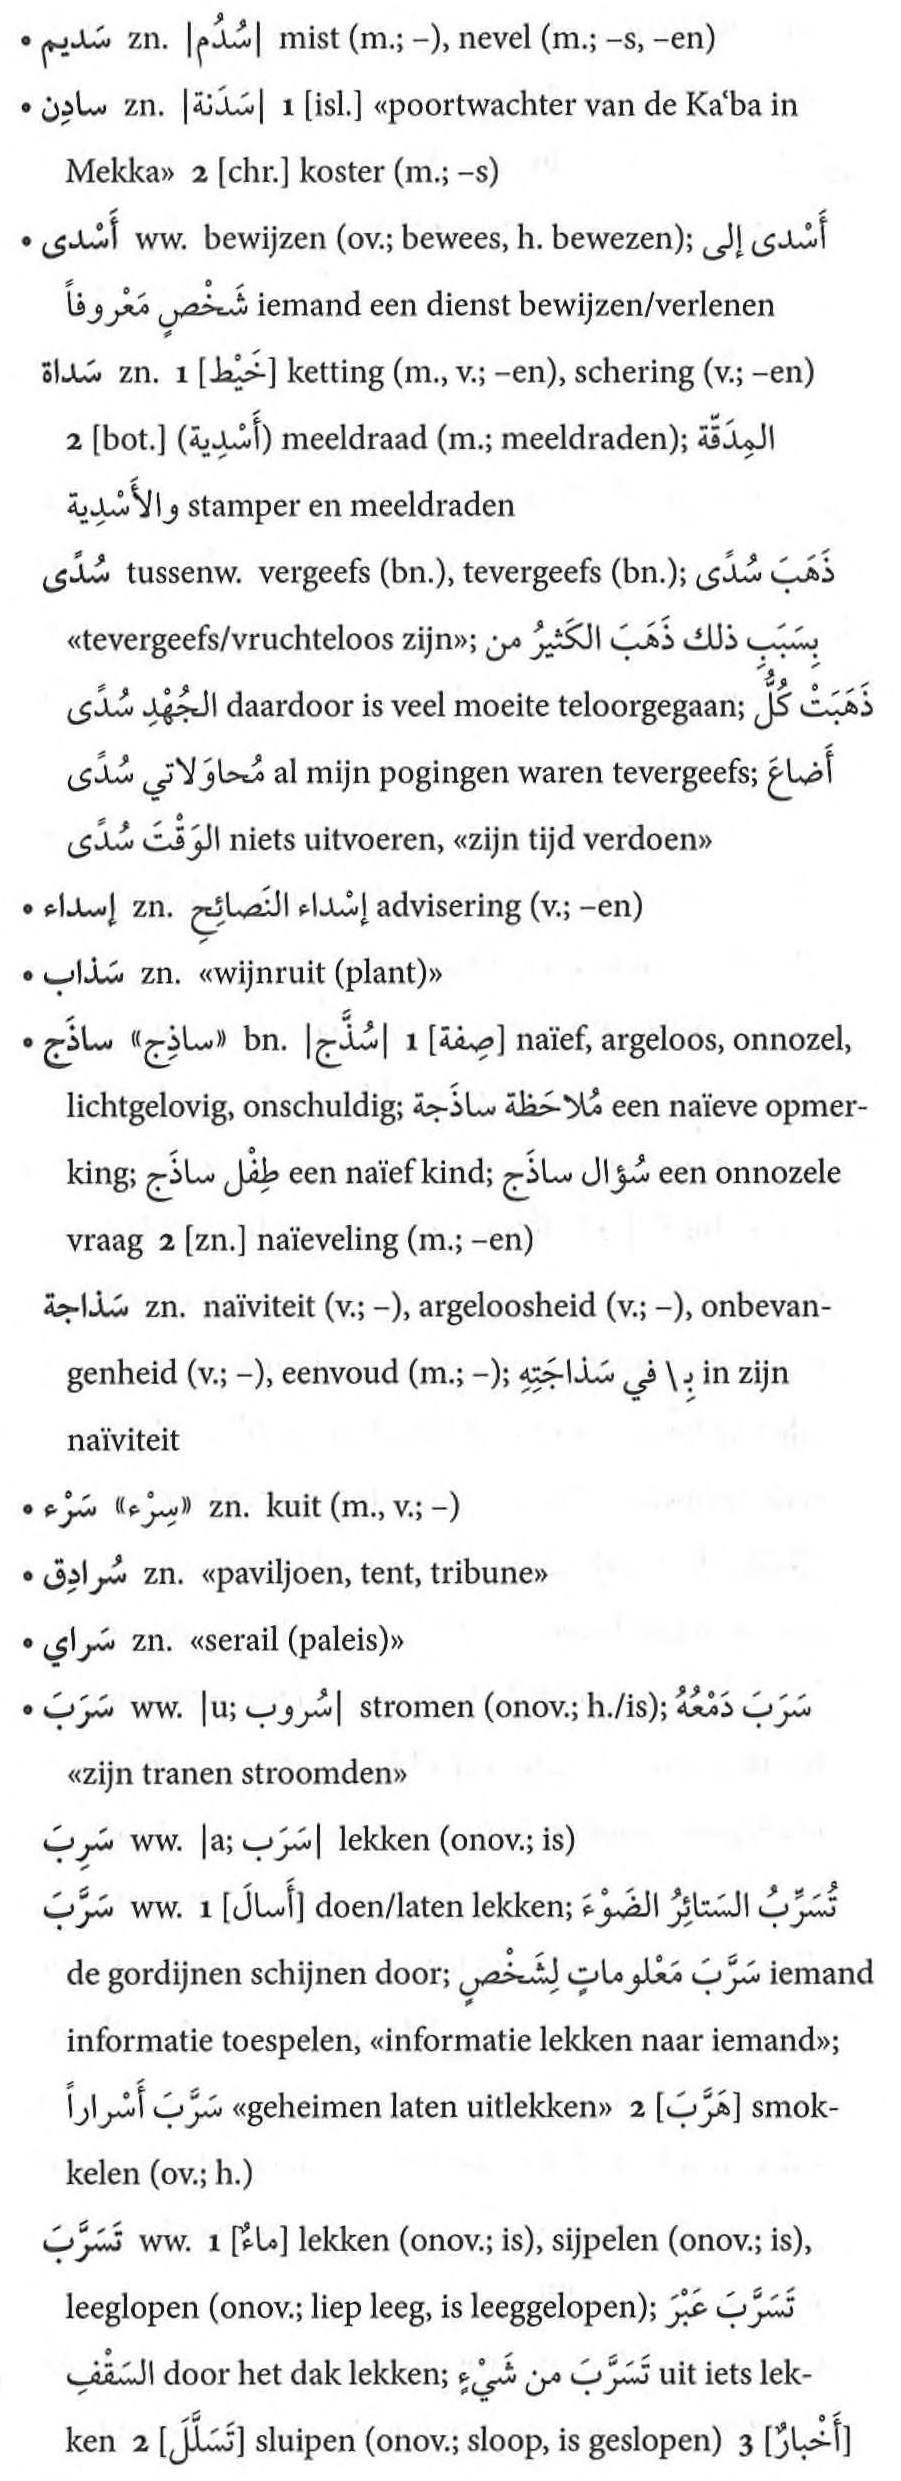 • سَديم zn. |سُدُم| mist (m.; –), nevel (m.; –s, –en)
• سادِن zn. |سَدَنة| 1 [isl.] «poortwachter van de Kaʿba in
Mekka» 2 [chr.] koster (m.; –s)
• أَسْدى ww. bewijzen (ov.; bewees, h. bewezen); أَسْدى إلى
شَخْصٍ مَعْروفاً iemand een dienst bewijzen/verlenen
سَداة zn. 1 [خَيْط] ketting (m., v.; –en), schering (v.; –en)
2 [bot.] (أَسْدِية) meeldraad (m.; meeldraden); المِدَقّة
والأَسْدِية stamper en meeldraden
سُدًى tussenw. vergeefs (bn.), tevergeefs (bn.); ذَهَبَ سُدًى
«tevergeefs/vruchteloos zijn»; بِسَبَبِ ذلك ذَهَبَ الكَثيرُ من
الجُهْدِ سُدًى daardoor is veel moeite teloorgegaan; ذَهَبَتْ كُلُّ
مُحاوَلاتي سُدًى al mijn pogingen waren tevergeefs; أَضاعَ
الوَقْتَ سُدًى niets uitvoeren, «zijn tijd verdoen»
• إسداء zn. إسْداء النَصائِحِ advisering (v.; –en)
• سَذاب zn. «wijnruit (plant)»
• ساذَج «ساذِج» bn. |سُذَّج| 1 [صِفة] naïef, argeloos, onnozel,
lichtgelovig, onschuldig; مُلاحَظة ساذَجة een naïeve opmer-
king; طِفْل ساذَج een naïef kind; سُؤال ساذَج een onnozele
vraag 2 [zn.] naïeveling (m.; –en)
سَذاجة zn. naïviteit (v.; –), argeloosheid (v.; –), onbevan-
genheid (v.; –), eenvoud (m.; –); بِـ\ في سَذاجَتِهِ in zijn
naïviteit
• سَرْء «سِرْء» zn. kuit (m., v.; –)
• سُرادِق zn. «paviljoen, tent, tribune»
• سَراي zn. «serail (paleis)»
• سَرَبَ ww. |u; سُروب| stromen (onov.; h./is); سَرَبَ دَمْعُهُ
«zijn tranen stroomden»
سَرِبَ ww. |a; سَرَب| lekken (onov.; is)
سَرَّبَ ww. 1 [أَسالَ] doen/laten lekken; تُسَرِّبُ السَتائِرُ الضَوْءَ
de gordijnen schijnen door; سَرَّبَ مَعْلوماتٍ لِشَخْصٍ iemand
informatie toespelen, «informatie lekken naar iemand»;
سَرَّبَ أَسْراراً «geheimen laten uitlekken» 2 [هَرَّبَ] smok-
kelen (ov.; h.)
تَسَرَّبَ ww. 1 [ماءٌ] lekken (onov.; is), sijpelen (onov.; is),
leeglopen (onov.; liep leeg, is leeggelopen); تَسَرَّبَ عَبْرَ
السَقْفِ door het dak lekken; تَسَرَّبَ من شَيْءٍ uit iets lek-
ken 2 [تَسَلَّلَ] sluipen (onov.; sloop, is geslopen) 3 [أَخْبارٌ]